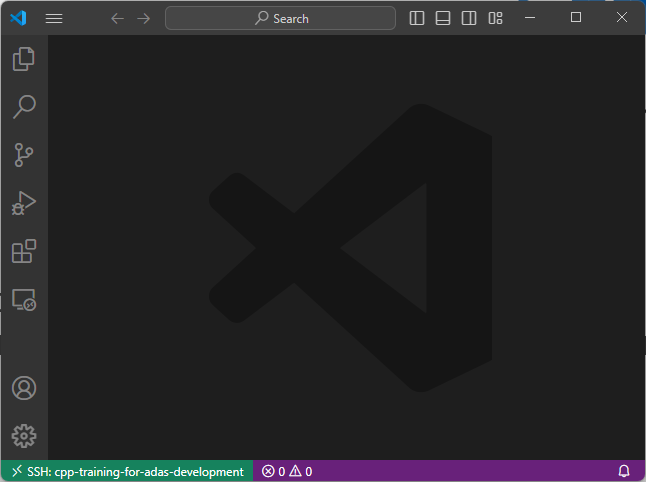 Search
SSH: cpp-training-for-adas-development
0
0